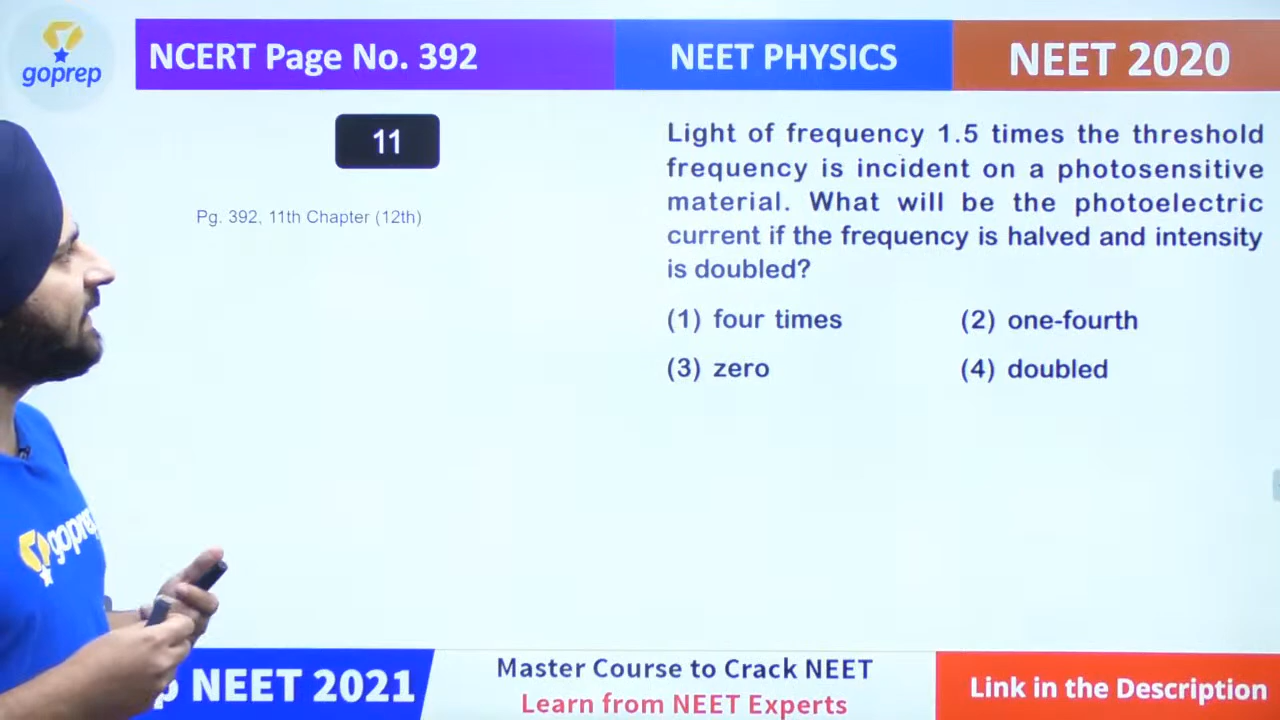 goprep
NCERT Page No. 392
NEET PHYSICS
NEET 2020
11
Pg. 392, 11th Chapter (12th)
Light of frequency 1.5 times the threshold
frequency is incident on a photosensitive
material. What will be the photoelectric
current if the frequency is halved and intensity
is doubled?
(1) four times
(2) one-fourth
(3) zero
(4) doubled
goprep
NEET 2021
Master Course to Crack NEET
Learn from NEET Experts
Link in the Description